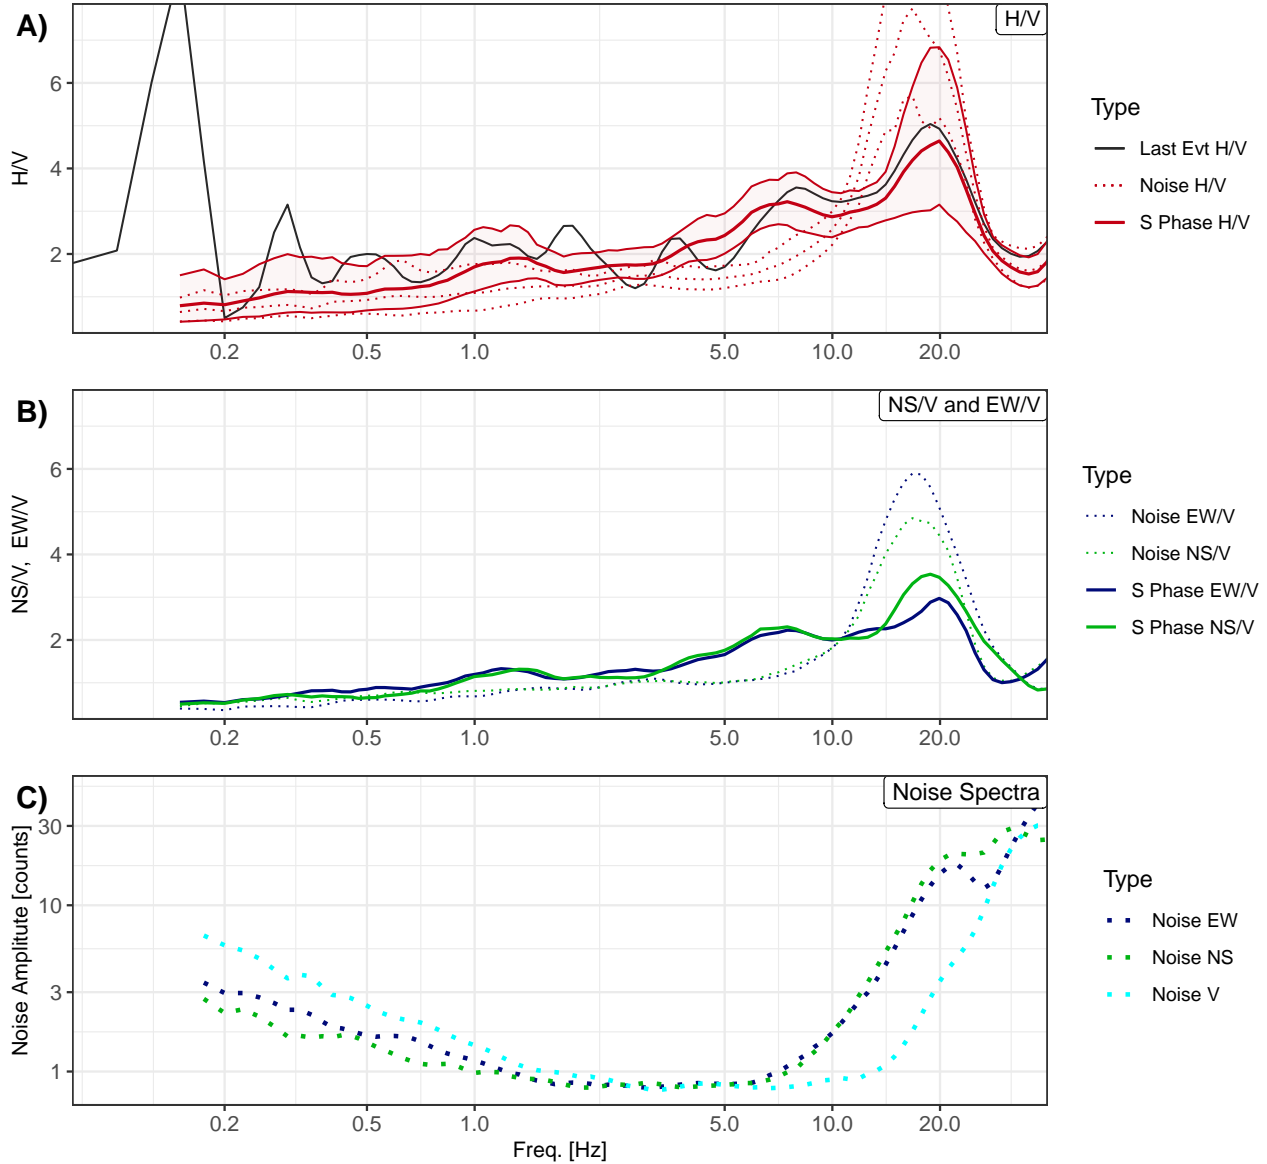 A)
H/V
6
4
2
H/V
0.2 0.5 1.0 5.0 10.0 20.0
Type
Last Evt H/V
Noise H/V
S Phase H/V
B)
NS/V and EW/V
6
4
2
NS/V, EW/V
0.2 0.5 1.0 5.0 10.0 20.0
Type
Noise EW/V
Noise NS/V
S Phase EW/V
S Phase NS/V
C)
Noise Spectra
30
10
3
1
Noise Amplitute [counts]
0.2 0.5 1.0 5.0 10.0 20.0
Freq. [Hz]
Type
Noise EW
Noise NS
Noise V